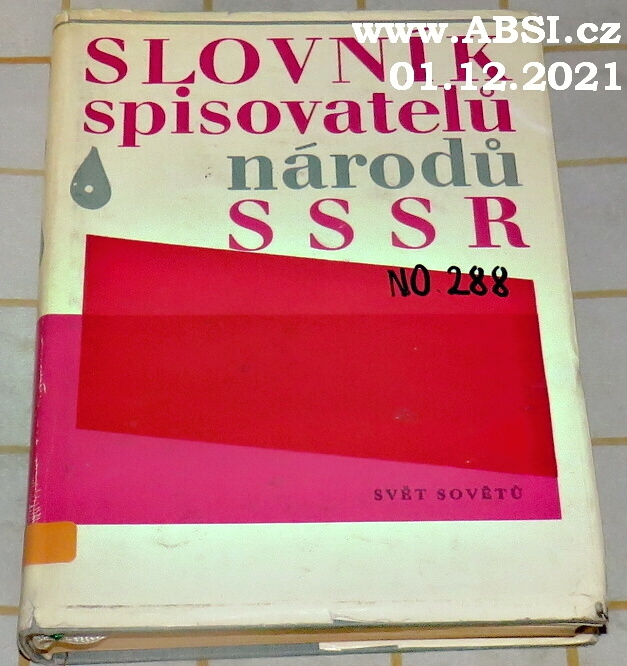 www.ABSI.cz
01.12.2021
SLOVNÍK
spisovatelů
národů
SSSR
NO 288
SVĚT SOVĚTŮ